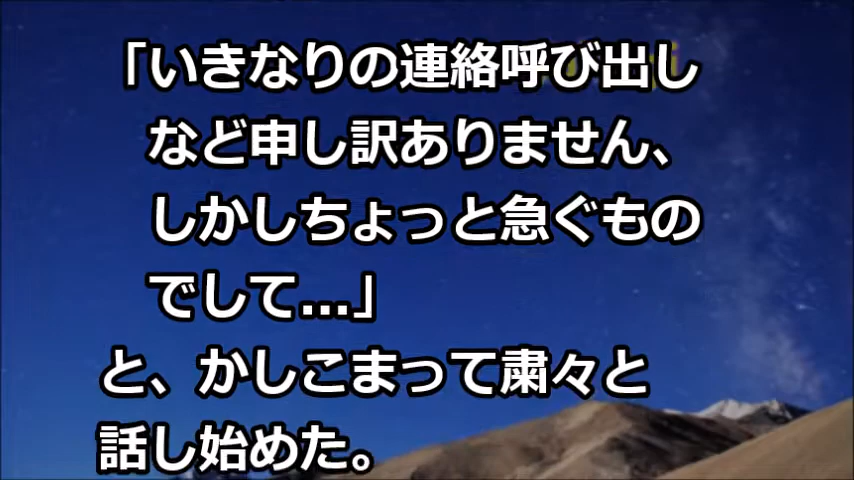 「いきなりの連絡呼び出し
など申し訳ありません、
しかしちょっと急ぐもの
でして…」
と、かしこまって粛々と
話し始めた。